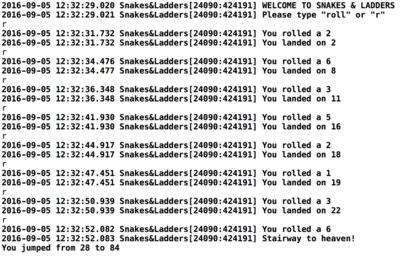 2016-09-05 12:32:29.020 Snakes&Ladders[24090:424191] WELCOME TO SNAKES & LADDERS
2016-09-05 12:32:29.021 Snakes&Ladders[24090:424191] Please type "roll" or "r"
r
2016-09-05 12:32:31.732 Snakes&Ladders[24090:424191] You rolled a 2
2016-09-05 12:32:31.732 Snakes&Ladders[24090:424191] You landed on 2
r
2016-09-05 12:32:34.476 Snakes&Ladders[24090:424191] You rolled a 6
2016-09-05 12:32:34.477 Snakes&Ladders[24090:424191] You landed on 8
r
2016-09-05 12:32:36.348 Snakes&Ladders[24090:424191] You rolled a 3
2016-09-05 12:32:36.348 Snakes&Ladders[24090:424191] You landed on 11
r
2016-09-05 12:32:41.930 Snakes&Ladders[24090:424191] You rolled a 5
2016-09-05 12:32:41.930 Snakes&Ladders[24090:424191] You landed on 16
r
2016-09-05 12:32:44.917 Snakes&Ladders[24090:424191] You rolled a 2
2016-09-05 12:32:44.917 Snakes&Ladders[24090:424191] You landed on 18
r
2016-09-05 12:32:47.451 Snakes&Ladders[24090:424191] You rolled a 1
2016-09-05 12:32:47.451 Snakes&Ladders[24090:424191] You landed on 19
r
2016-09-05 12:32:50.939 Snakes&Ladders[24090:424191] You rolled a 3
2016-09-05 12:32:50.939 Snakes&Ladders[24090:424191] You landed on 22
r
2016-09-05 12:32:52.082 Snakes&Ladders[24090:424191] You rolled a 6
2016-09-05 12:32:52.083 Snakes&Ladders[24090:424191] Stairway to heaven!
You jumped from 28 to 84